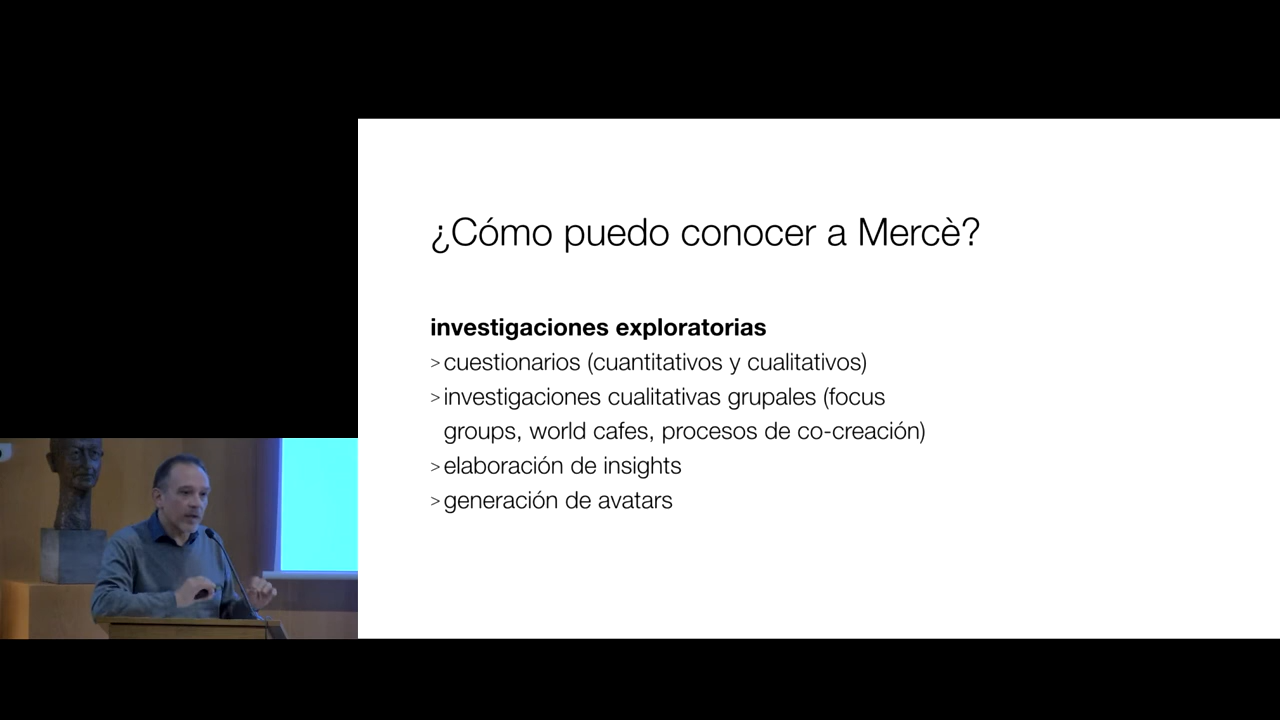 ¿Cómo puedo conocer a Mercè?
investigaciones exploratorias
> cuestionarios (cuantitativos y cualitativos)
> investigaciones cualitativas grupales (focus
groups, world cafes, procesos de co-creación)
> elaboración de insights
> generación de avatars